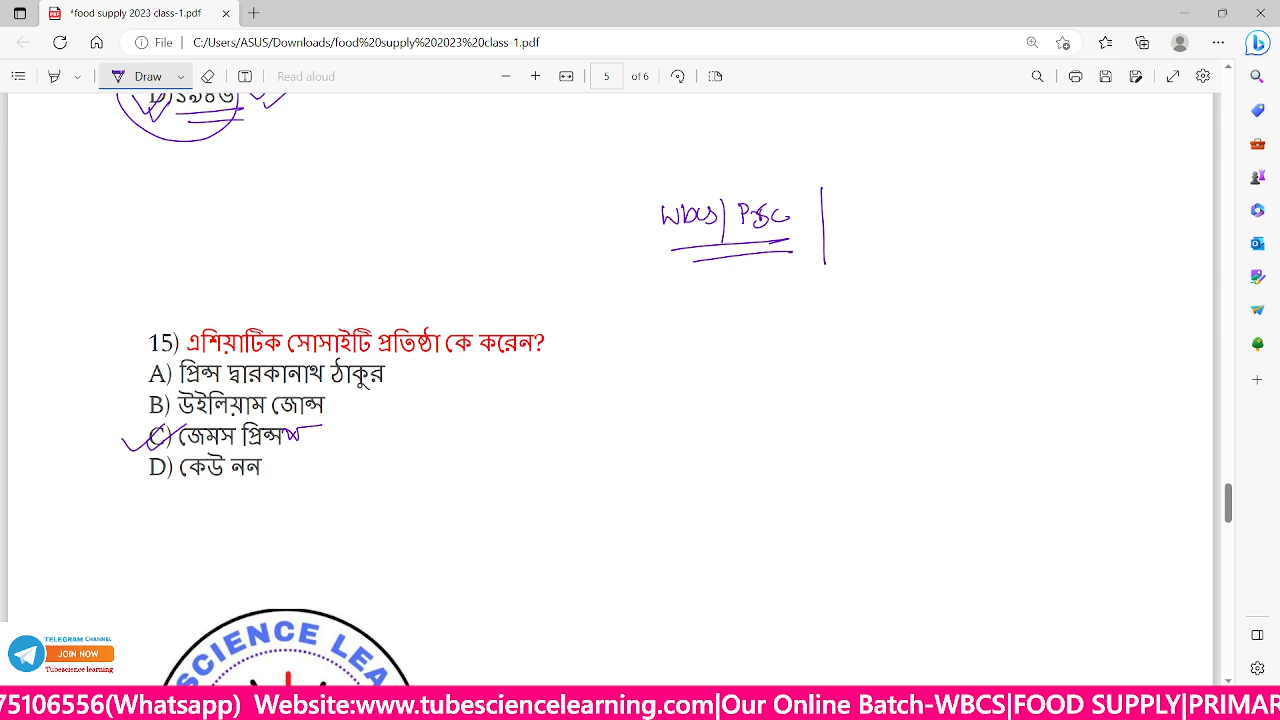 *food supply 2023 class-1.pdf
File C:/Users/ASUS/Downloads/food%20supply%202023%20class-1.pdf
Draw Read aloud 5 of 6
D) ১৯৪৬
Wbcs | Psc
15) এশিয়াটিক সোসাইটি প্রতিষ্ঠা কে করেন?
A) প্রিন্স দ্বারকানাথ ঠাকুর
B) উইলিয়াম জোন্স
C) জেমস প্রিন্স
D) কেউ নন
SCIENCE LEA
TELEGRAM CHANNEL
JOIN NOW
Tubescience learning
75106556(Whatsapp) Website:www.tubesciencelearning.com|Our Online Batch-WBCS|FOOD SUPPLY|PRIMAR